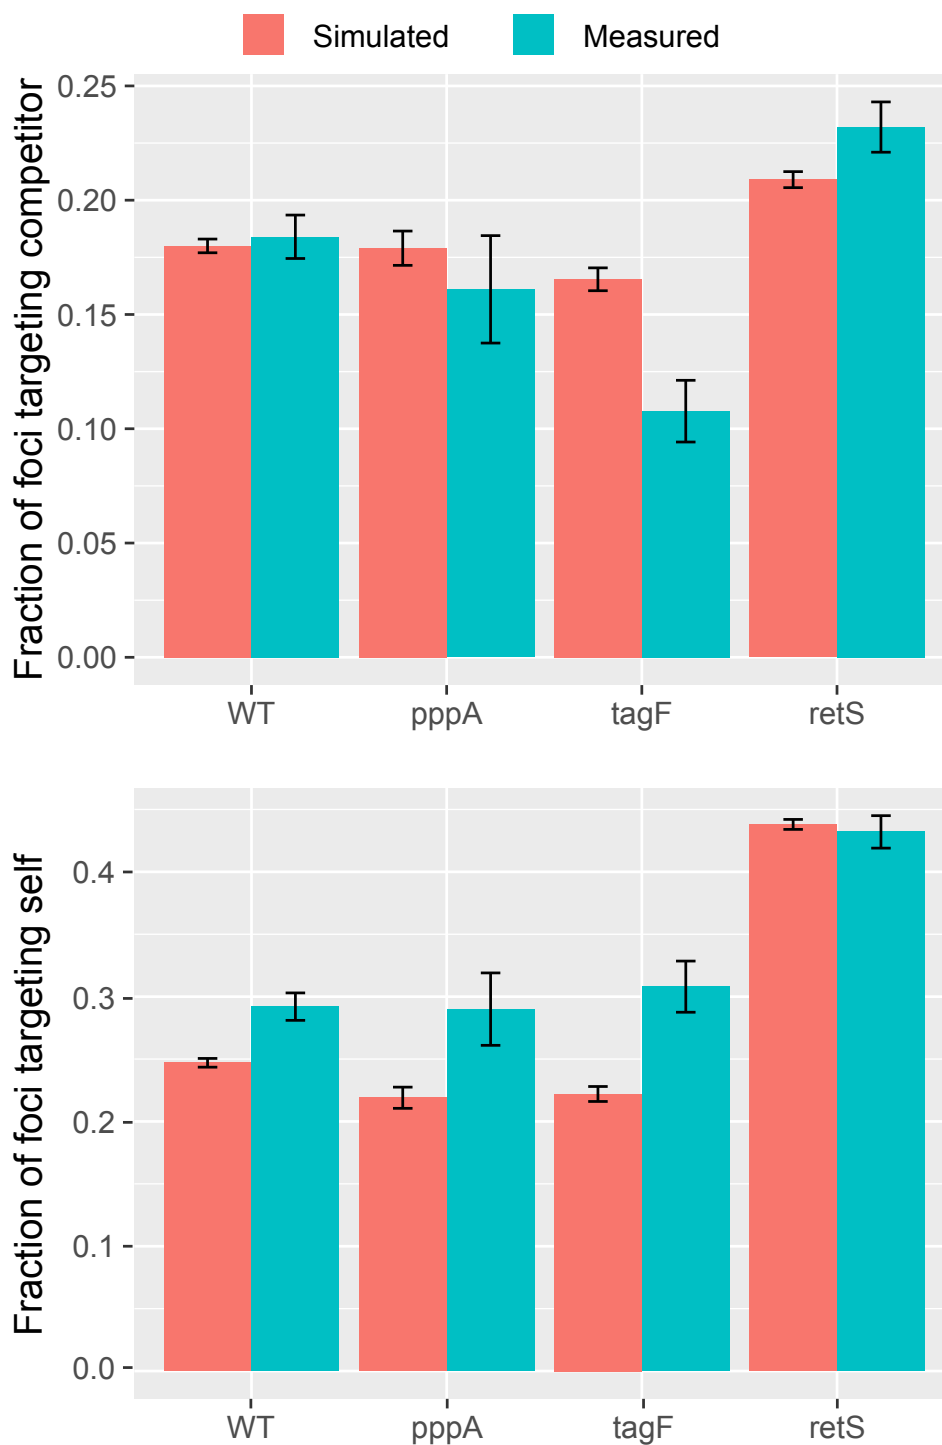 Simulated Measured
Fraction of foci targeting competitor
0.25
0.20
0.15
0.10
0.05
0.00
WT pppA tagF retS
Fraction of foci targeting self
0.4
0.3
0.2
0.1
0.0
WT pppA tagF retS